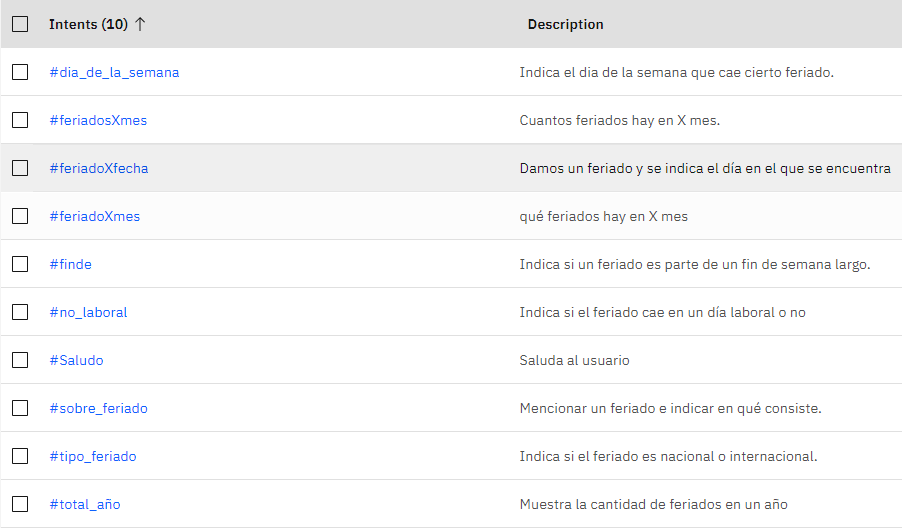 Intents (10) ↑ Description
#dia_de_la_semana Indica el dia de la semana que cae cierto feriado.
#feriadosXmes Cuantos feriados hay en X mes.
#feriadoXfecha Damos un feriado y se indica el día en el que se encuentra
#feriadoXmes qué feriados hay en X mes
#finde Indica si un feriado es parte de un fin de semana largo.
#no_laboral Indica si el feriado cae en un día laboral o no
#Saludo Saluda al usuario
#sobre_feriado Mencionar un feriado e indicar en qué consiste.
#tipo_feriado Indica si el feriado es nacional o internacional.
#total_año Muestra la cantidad de feriados en un año